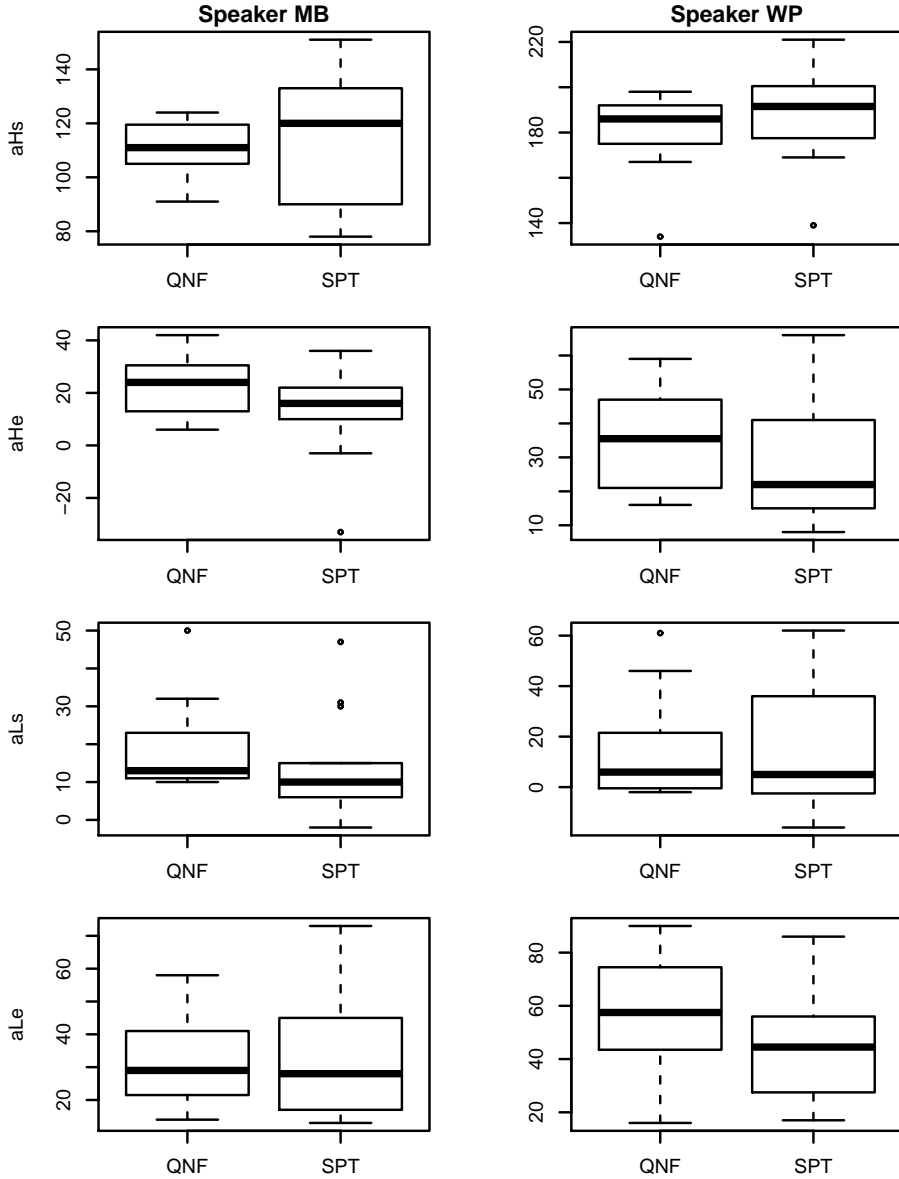 Speaker MB
Speaker WP
aHs
80 100 120 140
QNF SPT
140 180 220
QNF SPT
aHe
−20 0 20 40
QNF SPT
10 30 50
QNF SPT
aLs
0 10 30 50
QNF SPT
0 20 40 60
QNF SPT
aLe
20 40 60
QNF SPT
20 40 60 80
QNF SPT